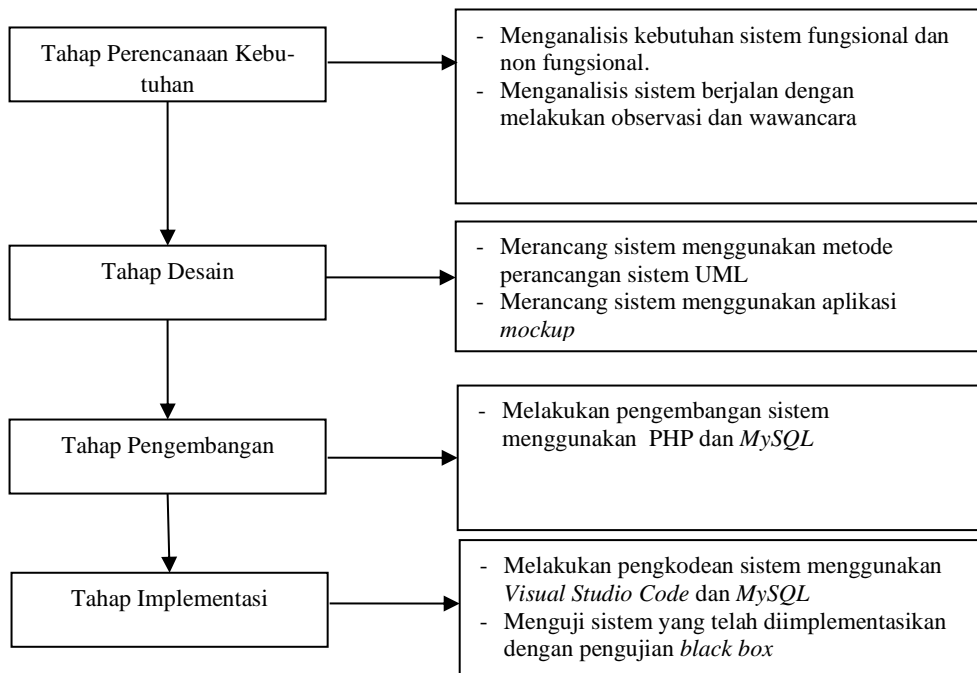 Tahap Perencanaan Kebu-
tuhan
- Menganalisis kebutuhan sistem fungsional dan
non fungsional.
- Menganalisis sistem berjalan dengan
melakukan observasi dan wawancara
Tahap Desain
- Merancang sistem menggunakan metode
perancangan sistem UML
- Merancang sistem menggunakan aplikasi
mockup
Tahap Pengembangan
- Melakukan pengembangan sistem
menggunakan PHP dan MySQL
Tahap Implementasi
- Melakukan pengkodean sistem menggunakan
Visual Studio Code dan MySQL
- Menguji sistem yang telah diimplementasikan
dengan pengujian black box